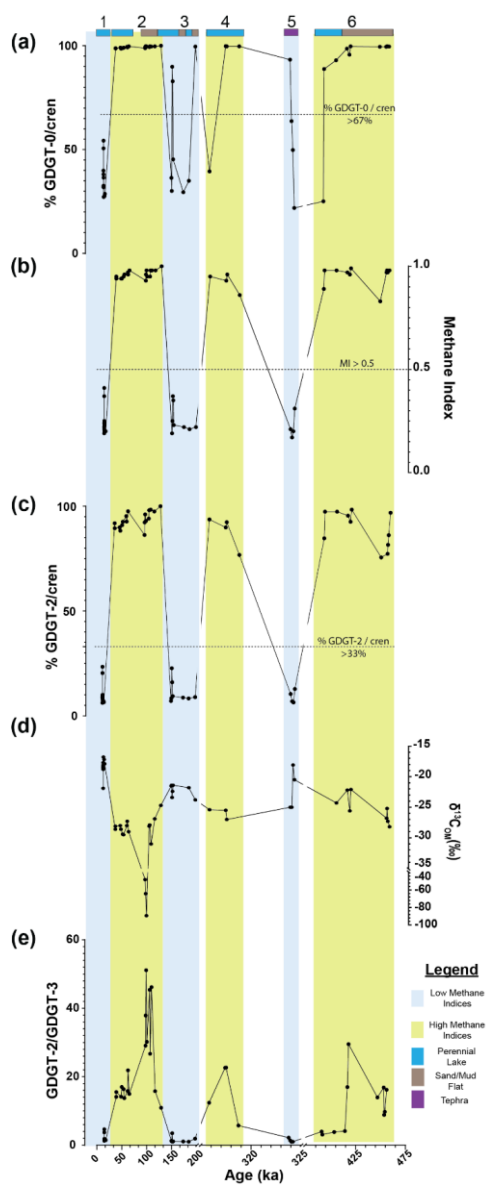 1 2 3 4 5 6
(a)
100
50
0
% GDGT-0/cren
% GDGT-0 / cren
>67%
(b)
1.0
0.5
0.0
Methane Index
MI > 0.5
(c)
100
50
0
% GDGT-2/cren
% GDGT-2 / cren
>33%
(d)
-15
-20
-25
-30
-35
-40
-60
-80
-100
δ13COM(‰)
(e)
60
40
20
0
GDGT-2/GDGT-3
0 50 100 150 200 320 325 425 475
Age (ka)
Legend
Low Methane
Indices
High Methane
Indices
Perennial
Lake
Sand/Mud
Flat
Tephra